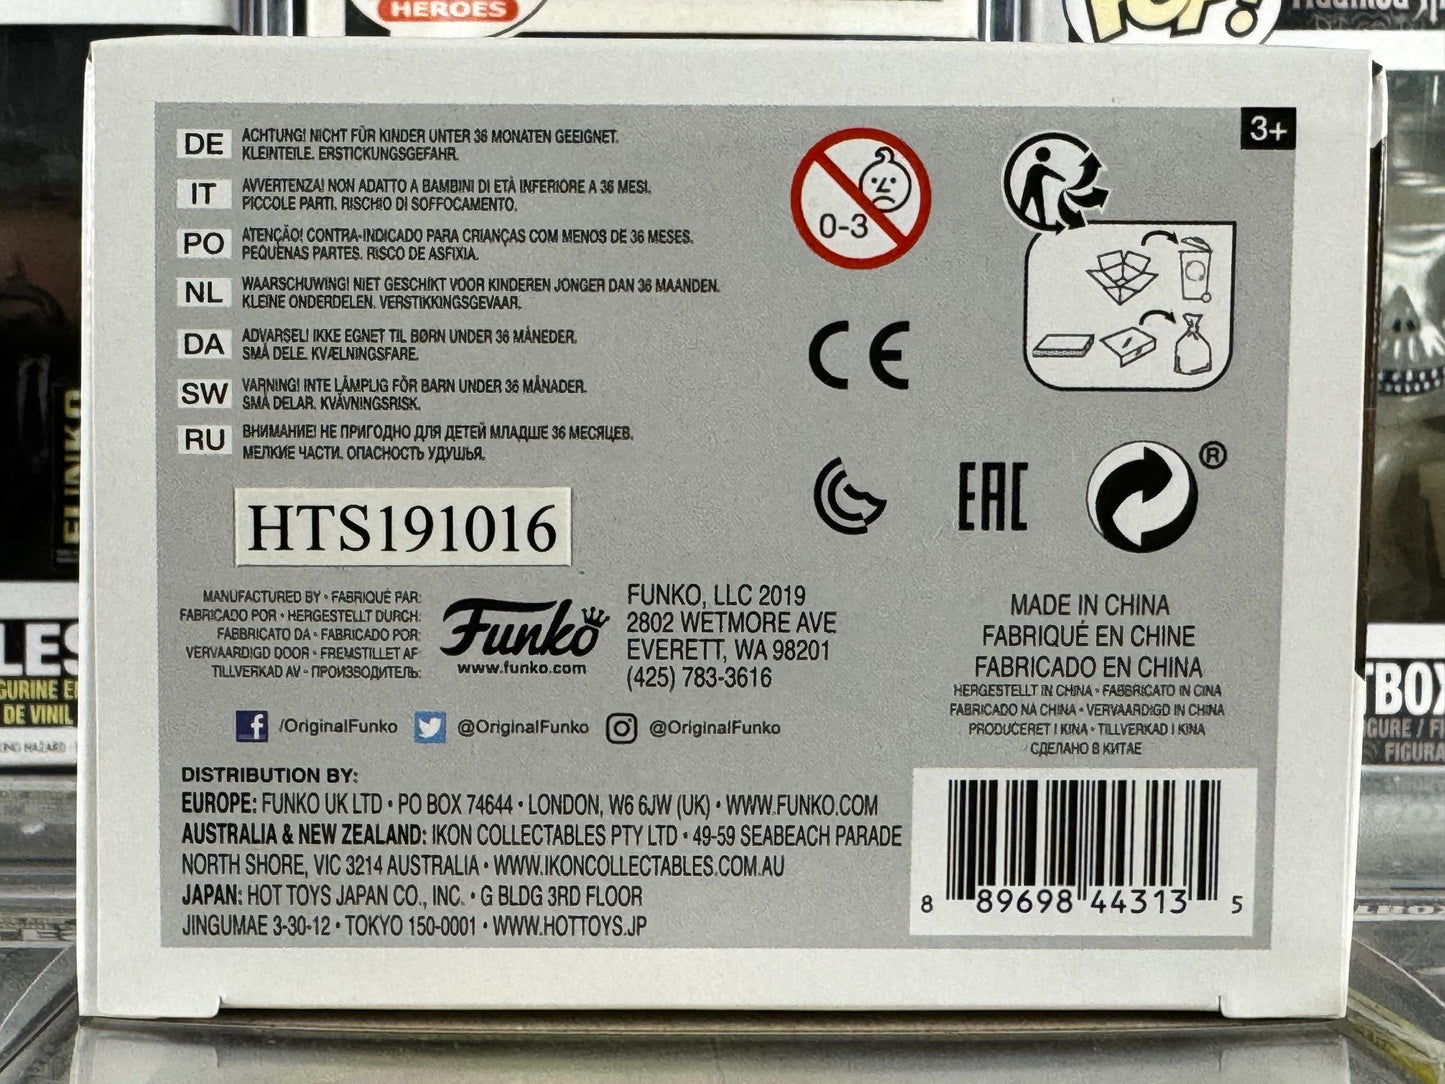 HEROES
POP!
3+
DE ACHTUNG! NICHT FÜR KINDER UNTER 36 MONATEN GEEIGNET.
KLEINTEILE. ERSTICKUNGSGEFAHR.
IT AVVERTENZA! NON ADATTO A BAMBINI DI ETÀ INFERIORE A 36 MESI.
PICCOLE PARTI. RISCHIO DI SOFFOCAMENTO.
PO ATENÇÃO! CONTRA-INDICADO PARA CRIANÇAS COM MENOS DE 36 MESES.
PEQUENAS PARTES. RISCO DE ASFIXIA.
NL WAARSCHUWING! NIET GESCHIKT VOOR KINDEREN JONGER DAN 36 MAANDEN.
KLEINE ONDERDELEN. VERSTIKKINGSGEVAAR.
DA ADVARSEL! IKKE EGNET TIL BØRN UNDER 36 MÅNEDER.
SMÅ DELE. KVÆLNINGSFARE.
SW VARNING! INTE LÄMPLIG FÖR BARN UNDER 36 MÅNADER.
SMÅ DELAR. KVÄVNINGSRISK.
RU ВНИМАНИЕ! НЕ ПРИГОДНО ДЛЯ ДЕТЕЙ МЛАДШЕ 36 МЕСЯЦЕВ.
МЕЛКИЕ ЧАСТИ. ОПАСНОСТЬ УДУШЬЯ.
0-3
CE
EAC
®
HTS191016
MANUFACTURED BY • FABRIQUÉ PAR:
FABRICADO POR • HERGESTELLT DURCH:
FABBRICATO DA • FABRICADO POR:
VERVAARDIGD DOOR • FREMSTILLET AF
TILLVERKAD AV • ПРОИЗВОДИТЕЛЬ:
Funko
www.funko.com
FUNKO, LLC 2019
2802 WETMORE AVE
EVERETT, WA 98201
(425) 783-3616
MADE IN CHINA
FABRIQUÉ EN CHINE
FABRICADO EN CHINA
HERGESTELLT IN CHINA • FABBRICATO IN CINA
FABRICADO NA CHINA • VERVAARDIGD IN CHINA
PRODUCERET I KINA • TILLVERKAD I KINA
СДЕЛАНО В КИТАЕ
/OriginalFunko @OriginalFunko @OriginalFunko
DISTRIBUTION BY:
EUROPE: FUNKO UK LTD • PO BOX 74644 • LONDON, W6 6JW (UK) • WWW.FUNKO.COM
AUSTRALIA & NEW ZEALAND: IKON COLLECTABLES PTY LTD • 49-59 SEABEACH PARADE
NORTH SHORE, VIC 3214 AUSTRALIA • WWW.IKONCOLLECTABLES.COM.AU
JAPAN: HOT TOYS JAPAN CO., INC. • G BLDG 3RD FLOOR
JINGUMAE 3-30-12 • TOKYO 150-0001 • WWW.HOTTOYS.JP
8 89698 44313 5
FUNKO
DE VINIL